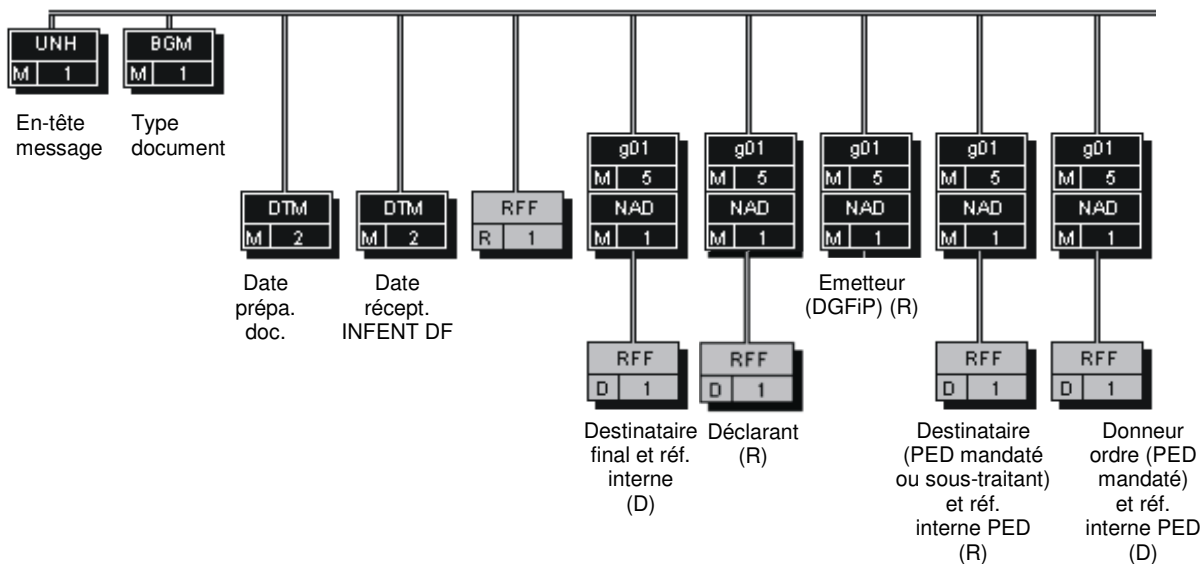 UNH
M 1
En-tête
message
BGM
M 1
Type
document
DTM
M 2
Date
prépa.
doc.
DTM
M 2
Date
récept.
INFENT DF
RFF
R 1
g01
M 5
NAD
M 1
RFF
D 1
Destinataire
final et réf.
interne
(D)
g01
M 5
NAD
M 1
RFF
D 1
Déclarant
(R)
g01
M 5
NAD
M 1
Emetteur
(DGFiP) (R)
g01
M 5
NAD
M 1
RFF
D 1
Destinataire
(PED mandaté
ou sous-traitant)
et réf.
interne PED
(R)
g01
M 5
NAD
M 1
RFF
D 1
Donneur
ordre (PED
mandaté)
et réf.
interne PED
(D)